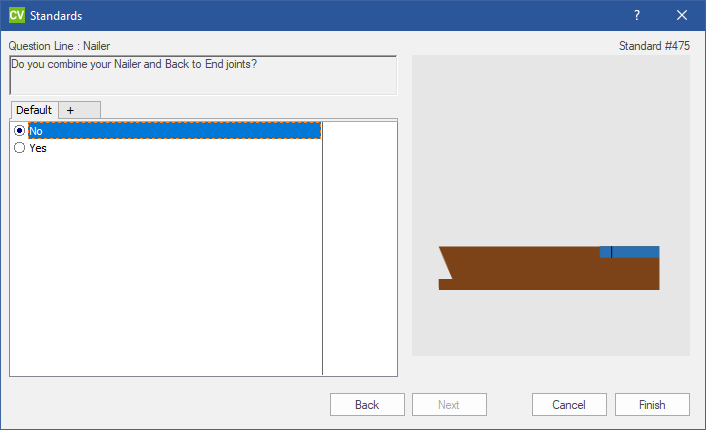 CV Standards ?
Question Line : Nailer Standard #475
Do you combine your Nailer and Back to End joints?
Default +
No
Yes
Back Next Cancel Finish